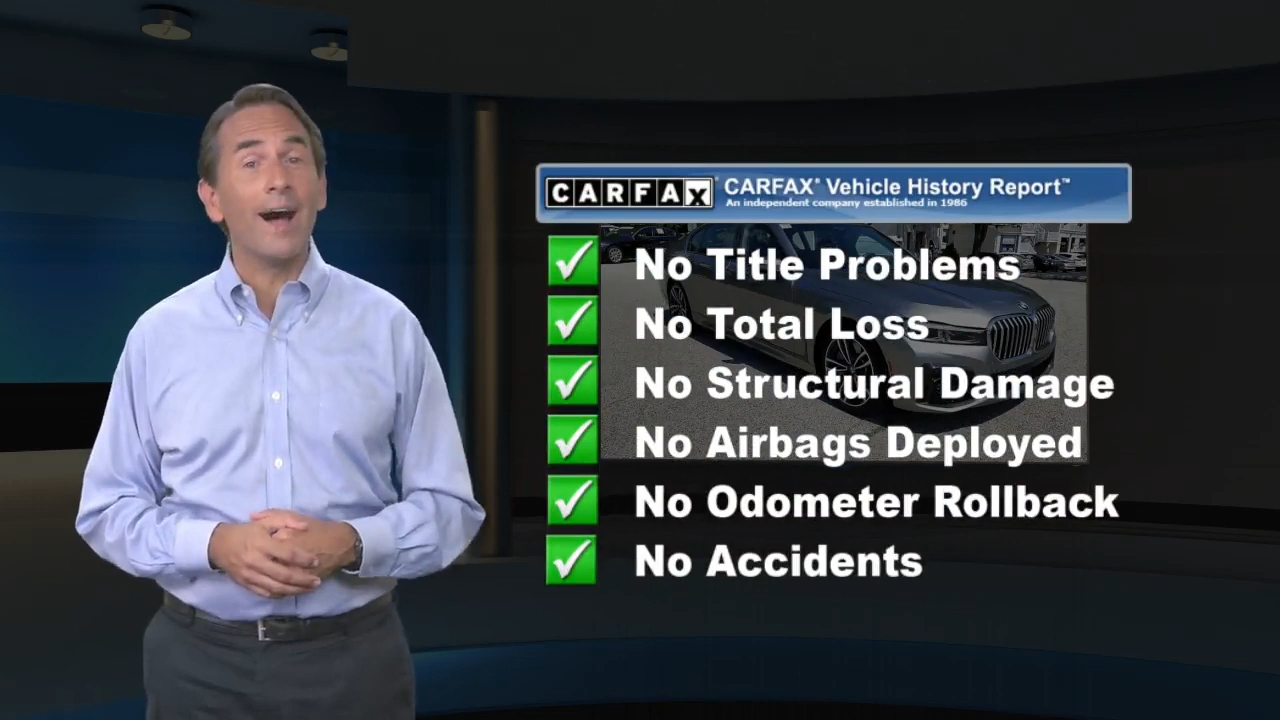 CARFAX
CARFAX® Vehicle History Report™
An independent company established in 1986
No Title Problems
No Total Loss
No Structural Damage
No Airbags Deployed
No Odometer Rollback
No Accidents